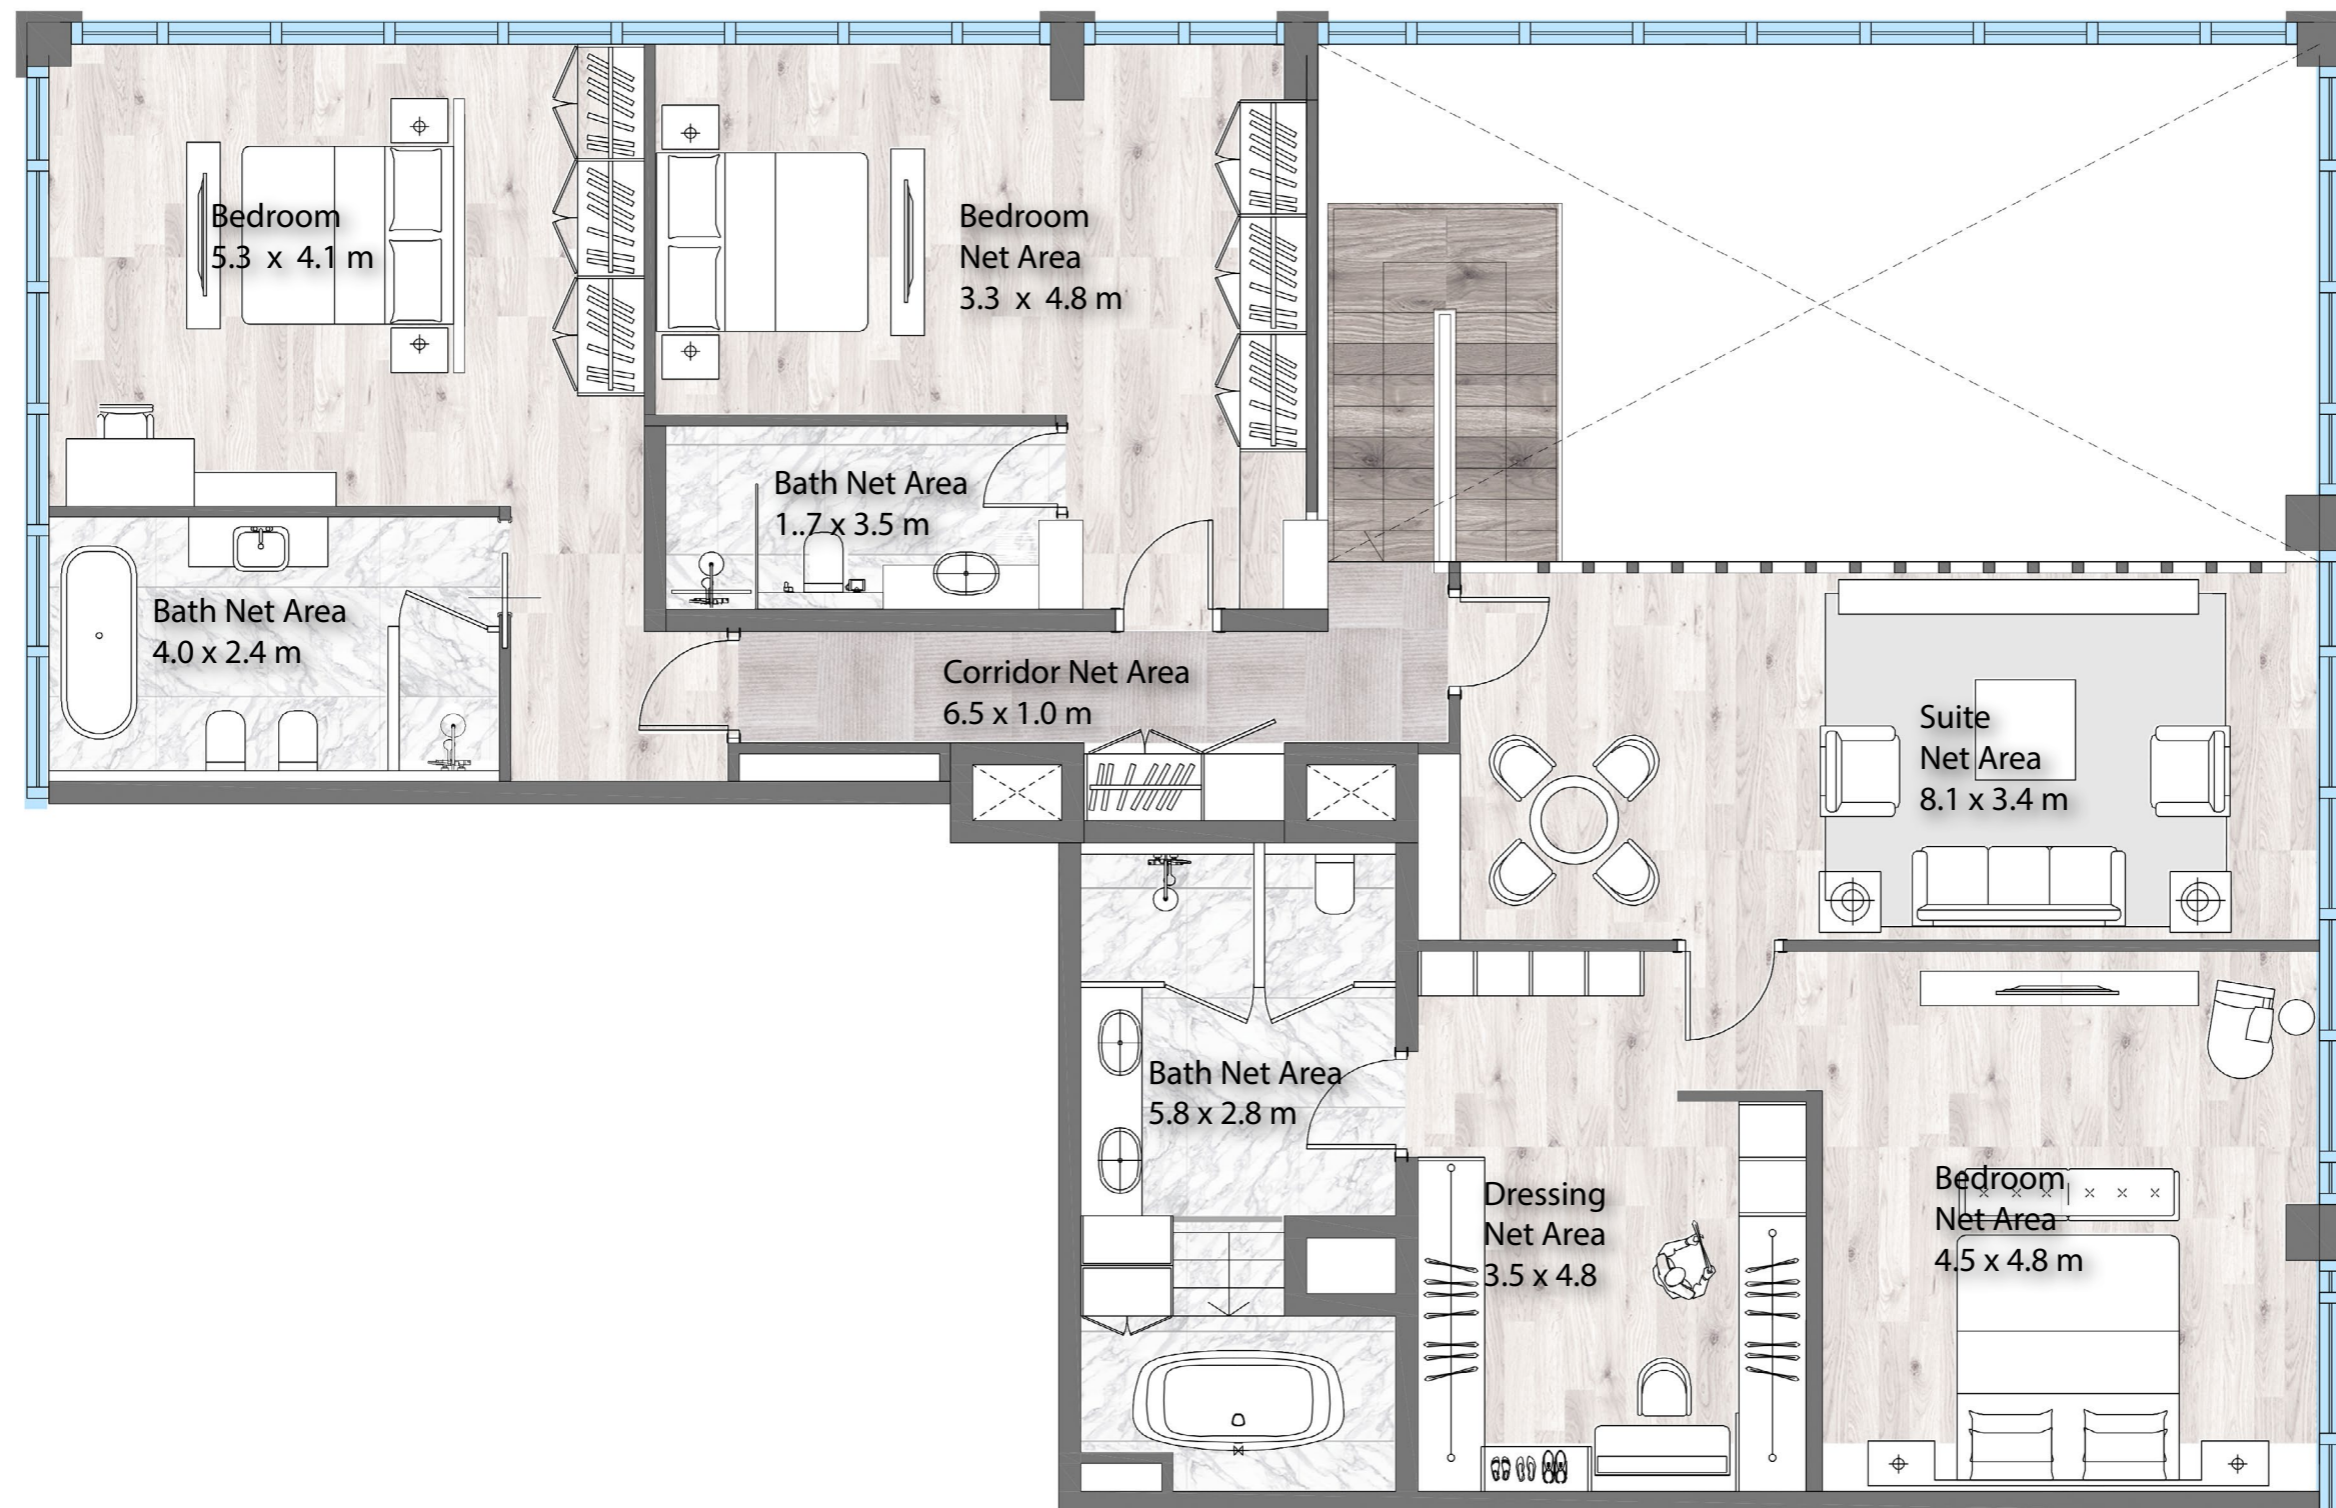 Bedroom
5.3 x 4.1 m
Bedroom
Net Area
3.3 x 4.8 m
Bath Net Area
1..7 x 3.5 m
Bath Net Area
4.0 x 2.4 m
Corridor Net Area
6.5 x 1.0 m
Suite
Net Area
8.1 x 3.4 m
Bath Net Area
5.8 x 2.8 m
Dressing
Net Area
3.5 x 4.8
Bedroom
Net Area
4.5 x 4.8 m